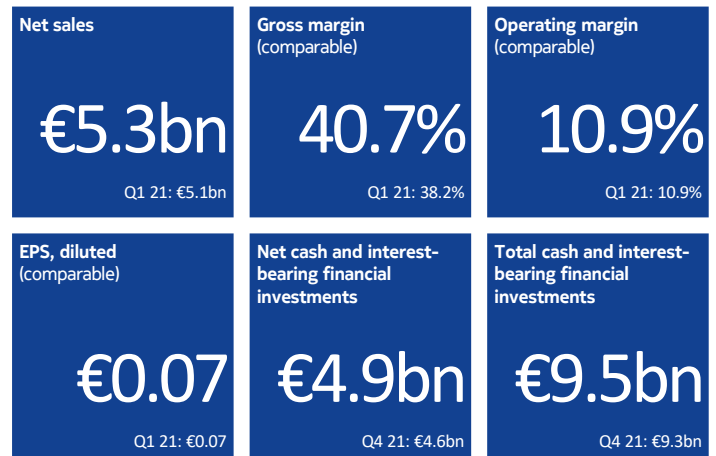 Net sales
€5.3bn
Q1 21: €5.1bn
Gross margin
(comparable)
40.7%
Q1 21: 38.2%
Operating margin
(comparable)
10.9%
Q1 21: 10.9%
EPS, diluted
(comparable)
€0.07
Q1 21: €0.07
Net cash and interest-
bearing financial
investments
€4.9bn
Q4 21: €4.6bn
Total cash and interest-
bearing financial
investments
€9.5bn
Q4 21: €9.3bn